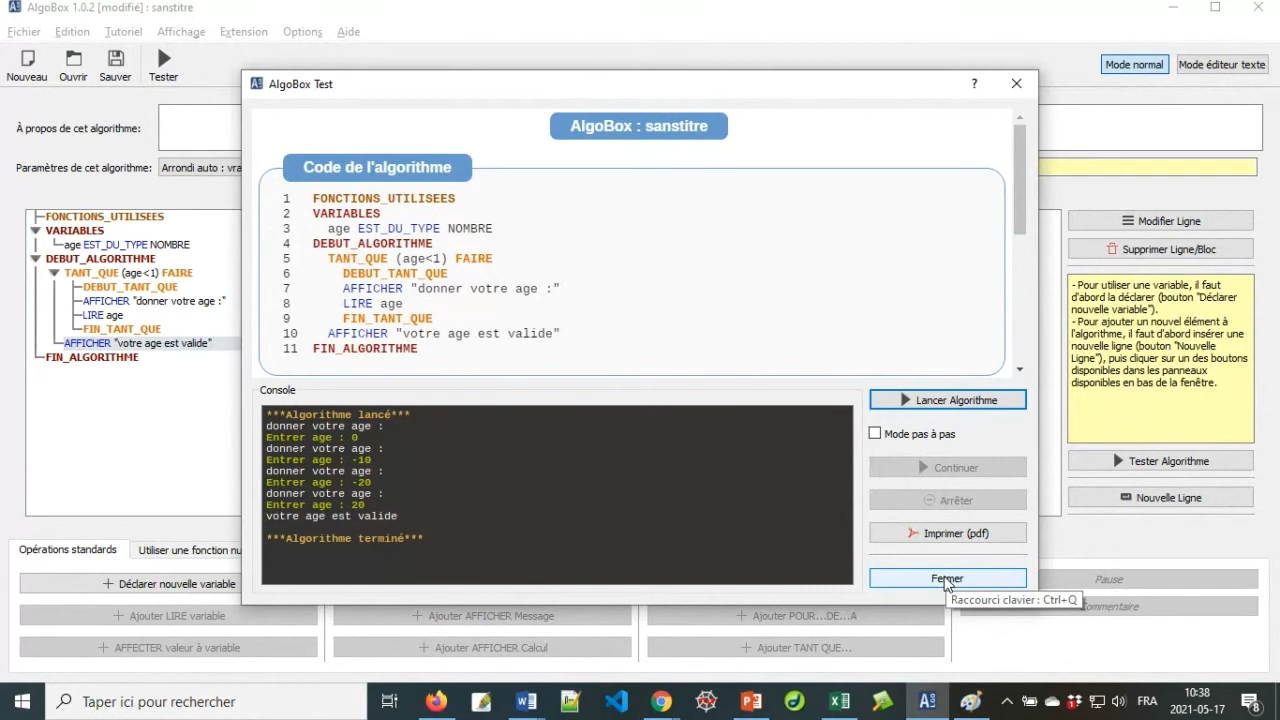 AlgoBox 1.0.2 [modifié] : sanstitre
Fichier Edition Tutoriel Affichage Extension Options Aide
Nouveau Ouvrir Sauver Tester
Mode normal Mode éditeur texte
À propos de cet algorithme:
Paramètres de cet algorithme: Arrondi auto : vra
FONCTIONS_UTILISEES
VARIABLES
age EST_DU_TYPE NOMBRE
DEBUT_ALGORITHME
TANT_QUE (age<1) FAIRE
DEBUT_TANT_QUE
AFFICHER "donner votre age :"
LIRE age
FIN_TANT_QUE
AFFICHER "votre age est valide"
FIN_ALGORITHME
AlgoBox Test
AlgoBox : sanstitre
Code de l'algorithme
1 FONCTIONS_UTILISEES
2 VARIABLES
3 age EST_DU_TYPE NOMBRE
4 DEBUT_ALGORITHME
5 TANT_QUE (age<1) FAIRE
6 DEBUT_TANT_QUE
7 AFFICHER "donner votre age :"
8 LIRE age
9 FIN_TANT_QUE
10 AFFICHER "votre age est valide"
11 FIN_ALGORITHME
Console
***Algorithme lancé***
donner votre age :
Entrer age : 0
donner votre age :
Entrer age : -10
donner votre age :
Entrer age : -20
donner votre age :
Entrer age : 20
votre age est valide
***Algorithme terminé***
Lancer Algorithme
Mode pas à pas
Continuer
Arrêter
Imprimer (pdf)
Fermer
Raccourci clavier : Ctrl+Q
Modifier Ligne
Supprimer Ligne/Bloc
- Pour utiliser une variable, il faut
d'abord la déclarer (bouton "Déclarer
nouvelle variable").
- Pour ajouter un nouvel élément à
l'algorithme, il faut d'abord insérer une
nouvelle ligne (bouton "Nouvelle
Ligne"), puis cliquer sur un des boutons
disponibles dans les panneaux
disponibles en bas de la fenêtre.
Tester Algorithme
Nouvelle Ligne
Opérations standards Utiliser une fonction nu
Déclarer nouvelle variable Pause
Ajouter LIRE variable Ajouter AFFICHER Message Ajouter POUR...DE...A ommentaire
AFFECTER valeur à variable Ajouter AFFICHER Calcul Ajouter TANT QUE...
Taper ici pour rechercher
FRA
10:38
2021-05-17
8